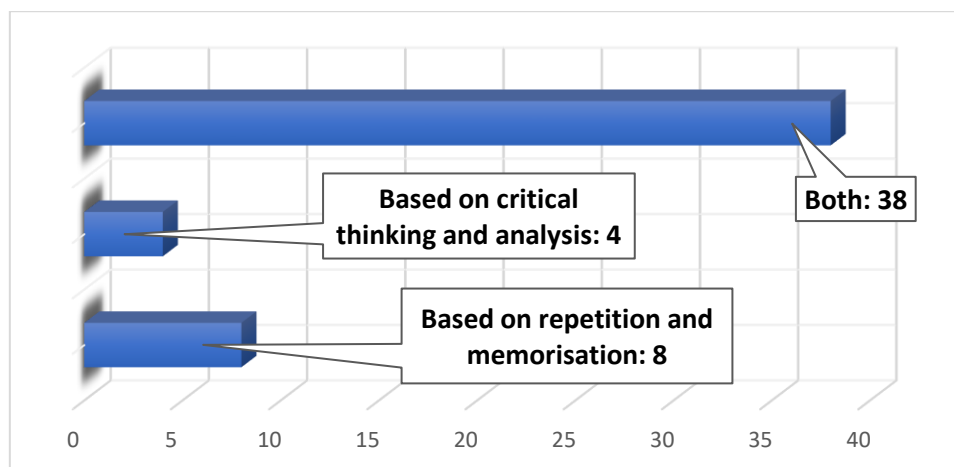 Both: 38
Based on critical
thinking and analysis: 4
Based on repetition and
memorisation: 8
0 5 10 15 20 25 30 35 40